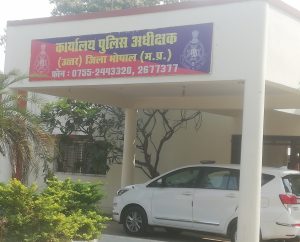 कार्यालय पुलिस अधीक्षक
(उत्तर) जिला भोपाल (म.प्र.)
फोन : 0755-2443320, 2677377